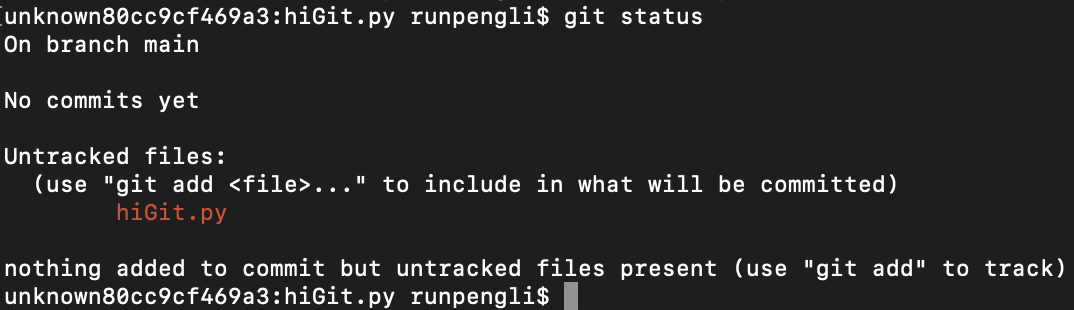 unknown80cc9cf469a3:hiGit.py runpengli$ git status
On branch main
No commits yet
Untracked files:
  (use "git add <file>..." to include in what will be committed)
        hiGit.py
nothing added to commit but untracked files present (use "git add" to track)
unknown80cc9cf469a3:hiGit.py runpengli$